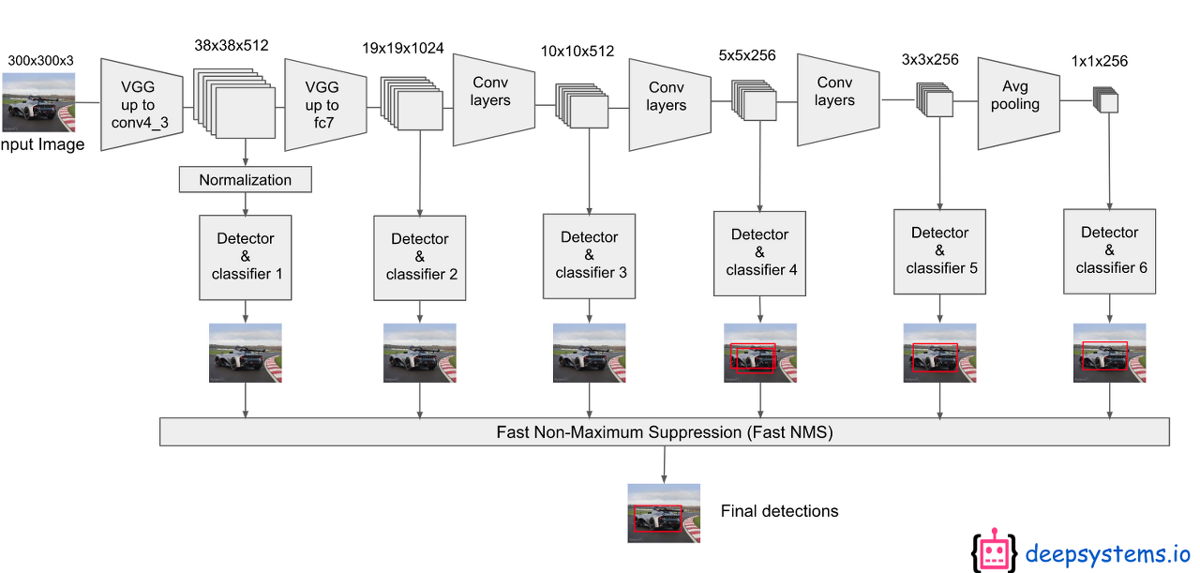 300x300x3
38x38x512
19x19x1024
10x10x512
5x5x256
3x3x256
1x1x256
VGG
up to
conv4_3
VGG
up to
fc7
Conv
layers
Conv
layers
Conv
layers
Avg
pooling
nput Image
Normalization
Detector
&
classifier 1
Detector
&
classifier 2
Detector
&
classifier 3
Detector
&
classifier 4
Detector
&
classifier 5
Detector
&
classifier 6
Fast Non-Maximum Suppression (Fast NMS)
Final detections
deepsystems.io